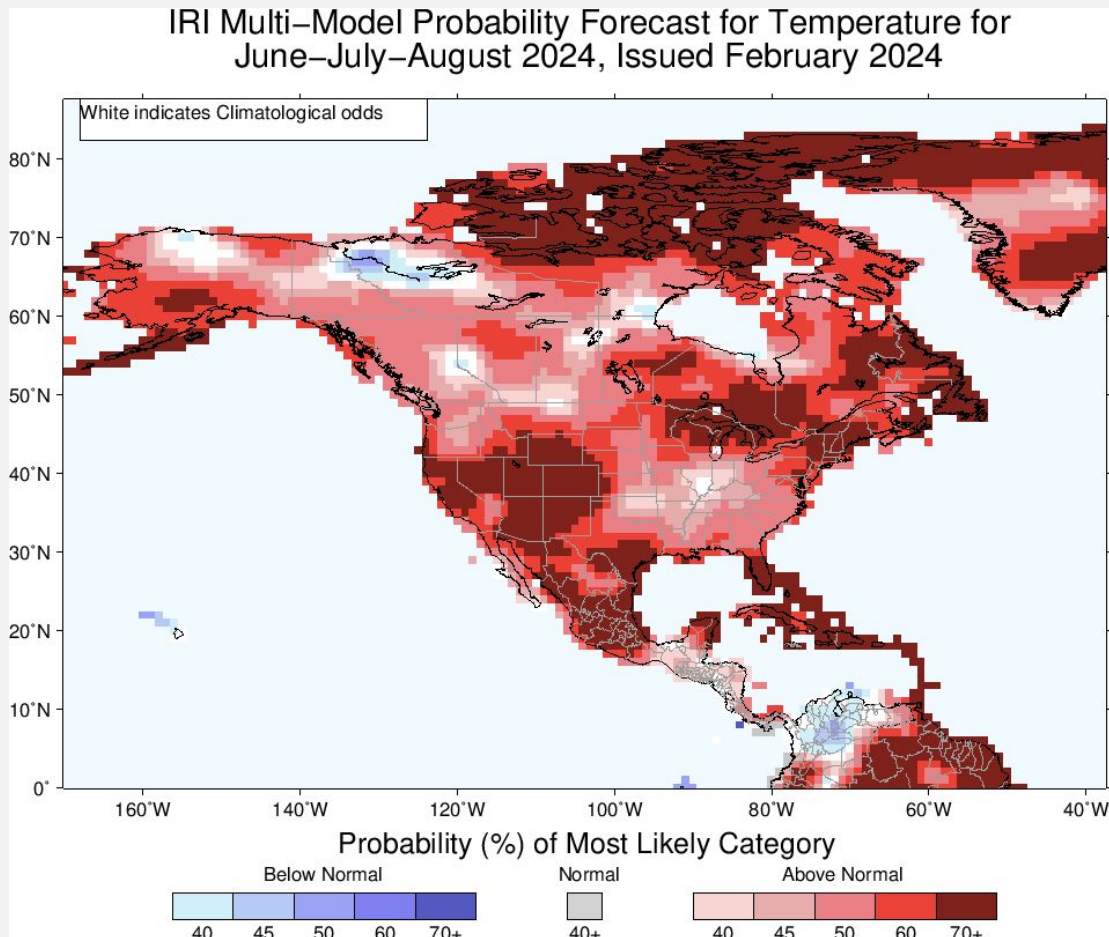 IRI Multi−Model Probability Forecast for Temperature for
June−July−August 2024, Issued February 2024
White indicates Climatological odds
80°N
70°N
60°N
50°N
40°N
30°N
20°N
10°N
0°
160°W 140°W 120°W 100°W 80°W 60°W 40°W
Probability (%) of Most Likely Category
Below Normal Normal Above Normal
40 45 50 60 70+ 40+ 40 45 50 60 70+